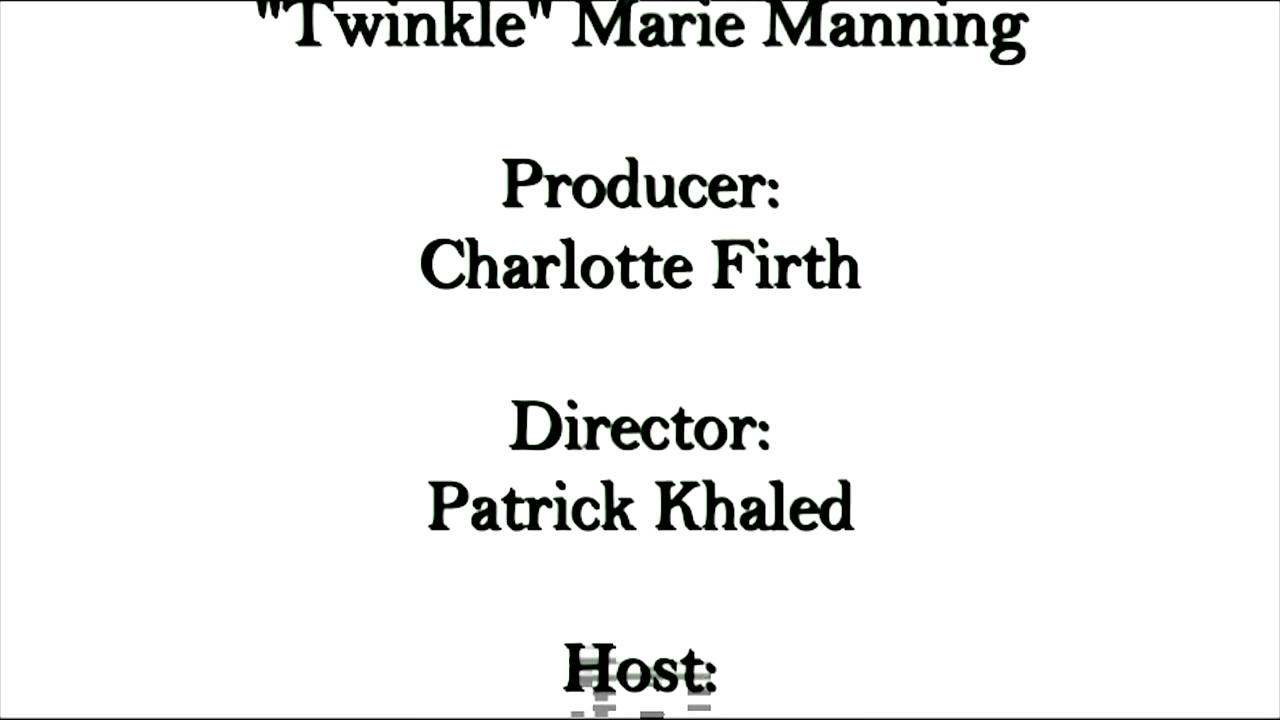 "Twinkle" Marie Manning
Producer:
Charlotte Firth
Director:
Patrick Khaled
Host: